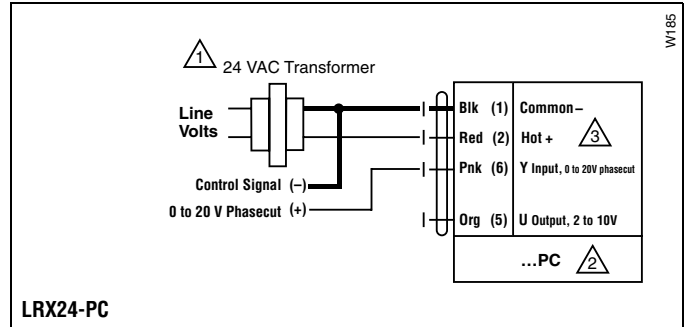 W185
1
24 VAC Transformer
Line
Volts
Control Signal (–)
0 to 20 V Phasecut (+)
Blk (1) Common –
Red (2) Hot + 3
Pnk (6) Y Input, 0 to 20V phasecut
Org (5) U Output, 2 to 10V
...PC 2
LRX24-PC